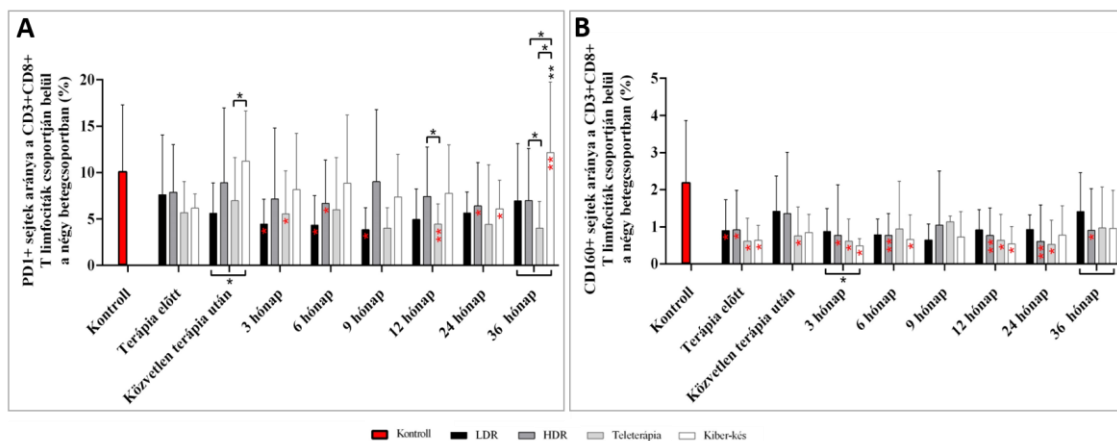 A
PD1+ sejtek aránya a CD3+CD8+
T limfociták csoportján belül
a négy betegcsoportban (%)
20
15
10
5
0
*
*
*
*
*
**
*
*
*
*
*
*
**
*
*
**
*
Kontroll
Terápia előtt
Közvetlen terápia után
3 hónap
6 hónap
9 hónap
12 hónap
24 hónap
36 hónap
B
CD160+ sejtek aránya a CD3+CD8+
T limfociták csoportján belül
a négy betegcsoportban (%)
5
4
3
2
1
0
*
*
*
*
*
*
*
*
*
**
*
**
*
*
**
*
*
Kontroll
Terápia előtt
Közvetlen terápia után
3 hónap
6 hónap
9 hónap
12 hónap
24 hónap
36 hónap
Kontroll LDR HDR Teleterápia Kiber-kés